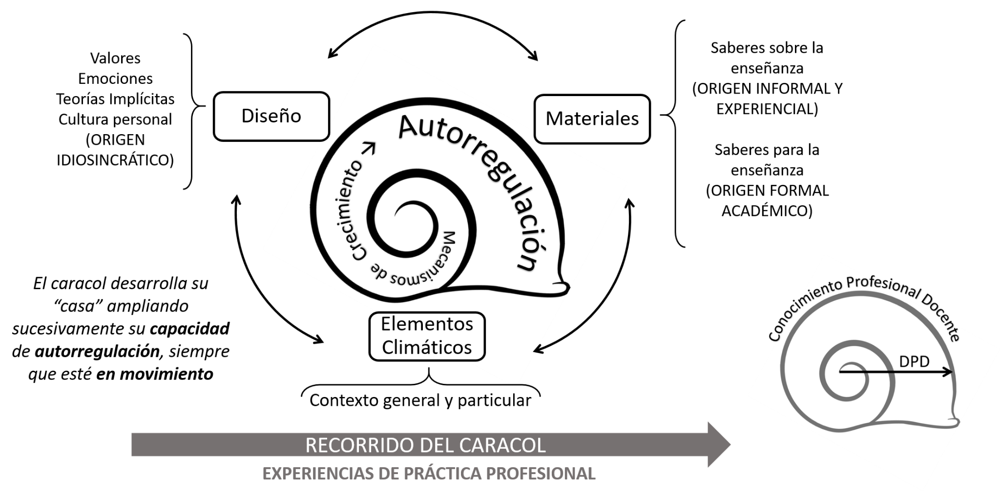 Valores
Emociones
Teorías Implícitas
Cultura personal
(ORIGEN
IDIOSINCRÁTICO)
Diseño
Materiales
Saberes sobre la
enseñanza
(ORIGEN INFORMAL Y
EXPERIENCIAL)
Saberes para la
enseñanza
(ORIGEN FORMAL
ACADÉMICO)
Autorregulación
Mecanismos de Crecimiento
El caracol desarrolla su
“casa” ampliando
sucesivamente su capacidad
de autorregulación, siempre
que esté en movimiento
Elementos
Climáticos
Contexto general y particular
Conocimiento Profesional Docente
DPD
RECORRIDO DEL CARACOL
EXPERIENCIAS DE PRÁCTICA PROFESIONAL